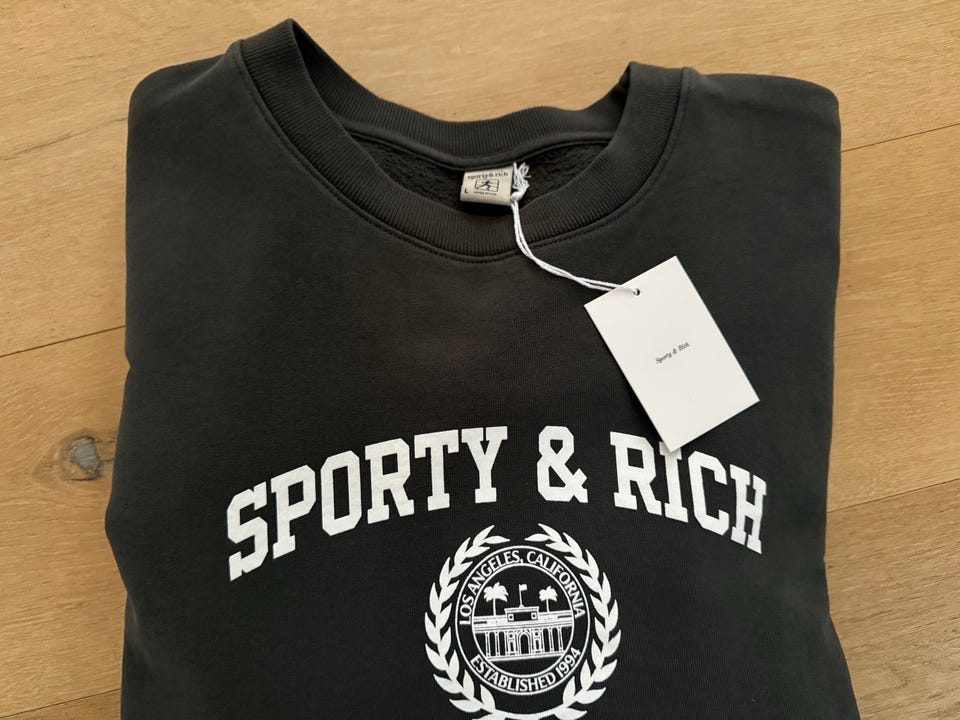 sporty & rich
L
Sporty & Rich
SPORTY & RICH
LOS ANGELES, CALIFORNIA
ESTABLISHED 1994